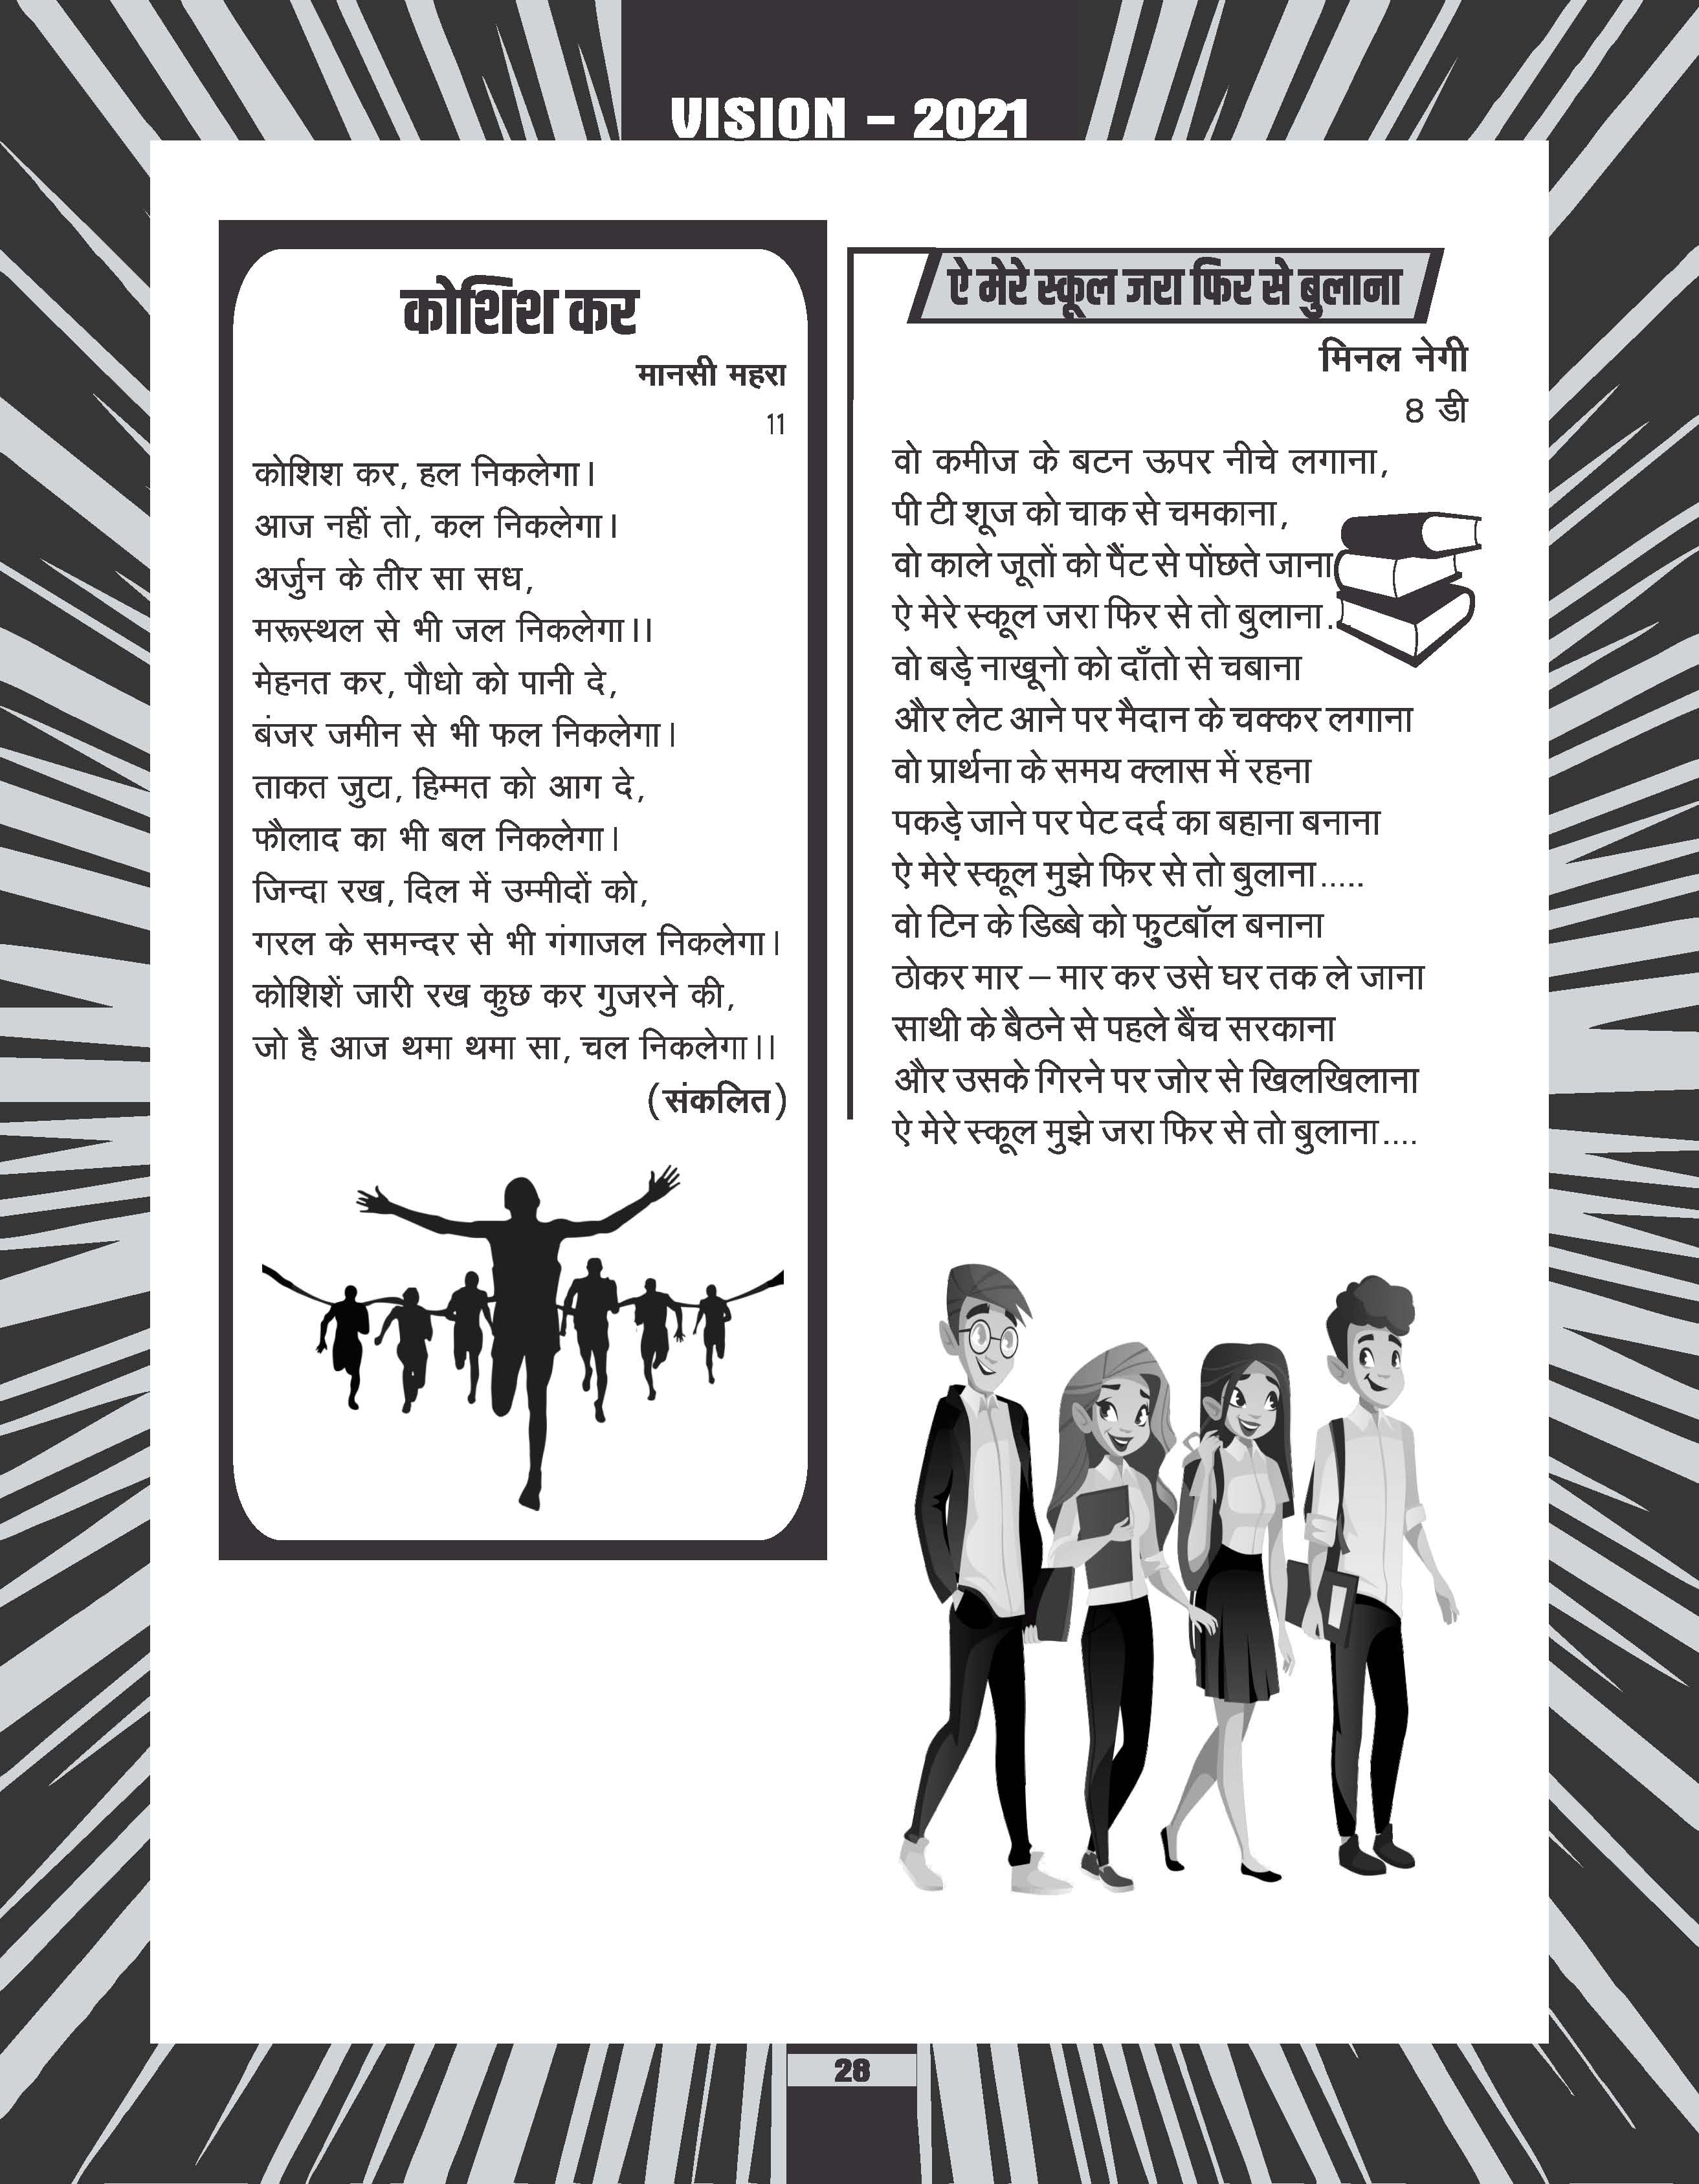 VISION – 2021
कोशिश कर
मानसी महरा
11
कोशिश कर, हल निकलेगा।
आज नहीं तो, कल निकलेगा।
अर्जुन के तीर सा सध,
मरूस्थल से भी जल निकलेगा।।
मेहनत कर, पौधो को पानी दे,
बंजर जमीन से भी फल निकलेगा।
ताकत जुटा, हिम्मत को आग दे,
फौलाद का भी बल निकलेगा।
जिन्दा रख, दिल में उम्मीदों को,
गरल के समन्दर से भी गंगाजल निकलेगा।
कोशिशें जारी रख कुछ कर गुजरने की,
जो है आज थमा थमा सा, चल निकलेगा।।
(संकलित)
ऐ मेरे स्कूल जरा फिर से बुलाना
मिनल नेगी
8 डी
वो कमीज के बटन ऊपर नीचे लगाना,
पी टी शूज को चाक से चमकाना,
वो काले जूतों को पैंट से पोंछते जाना
ऐ मेरे स्कूल जरा फिर से तो बुलाना..
वो बड़े नाखूनो को दाँतो से चबाना
और लेट आने पर मैदान के चक्कर लगाना
वो प्रार्थना के समय क्लास में रहना
पकड़े जाने पर पेट दर्द का बहाना बनाना
ऐ मेरे स्कूल मुझे फिर से तो बुलाना.....
वो टिन के डिब्बे को फुटबॉल बनाना
ठोकर मार – मार कर उसे घर तक ले जाना
साथी के बैठने से पहले बैंच सरकाना
और उसके गिरने पर जोर से खिलखिलाना
ऐ मेरे स्कूल मुझे जरा फिर से तो बुलाना....
28